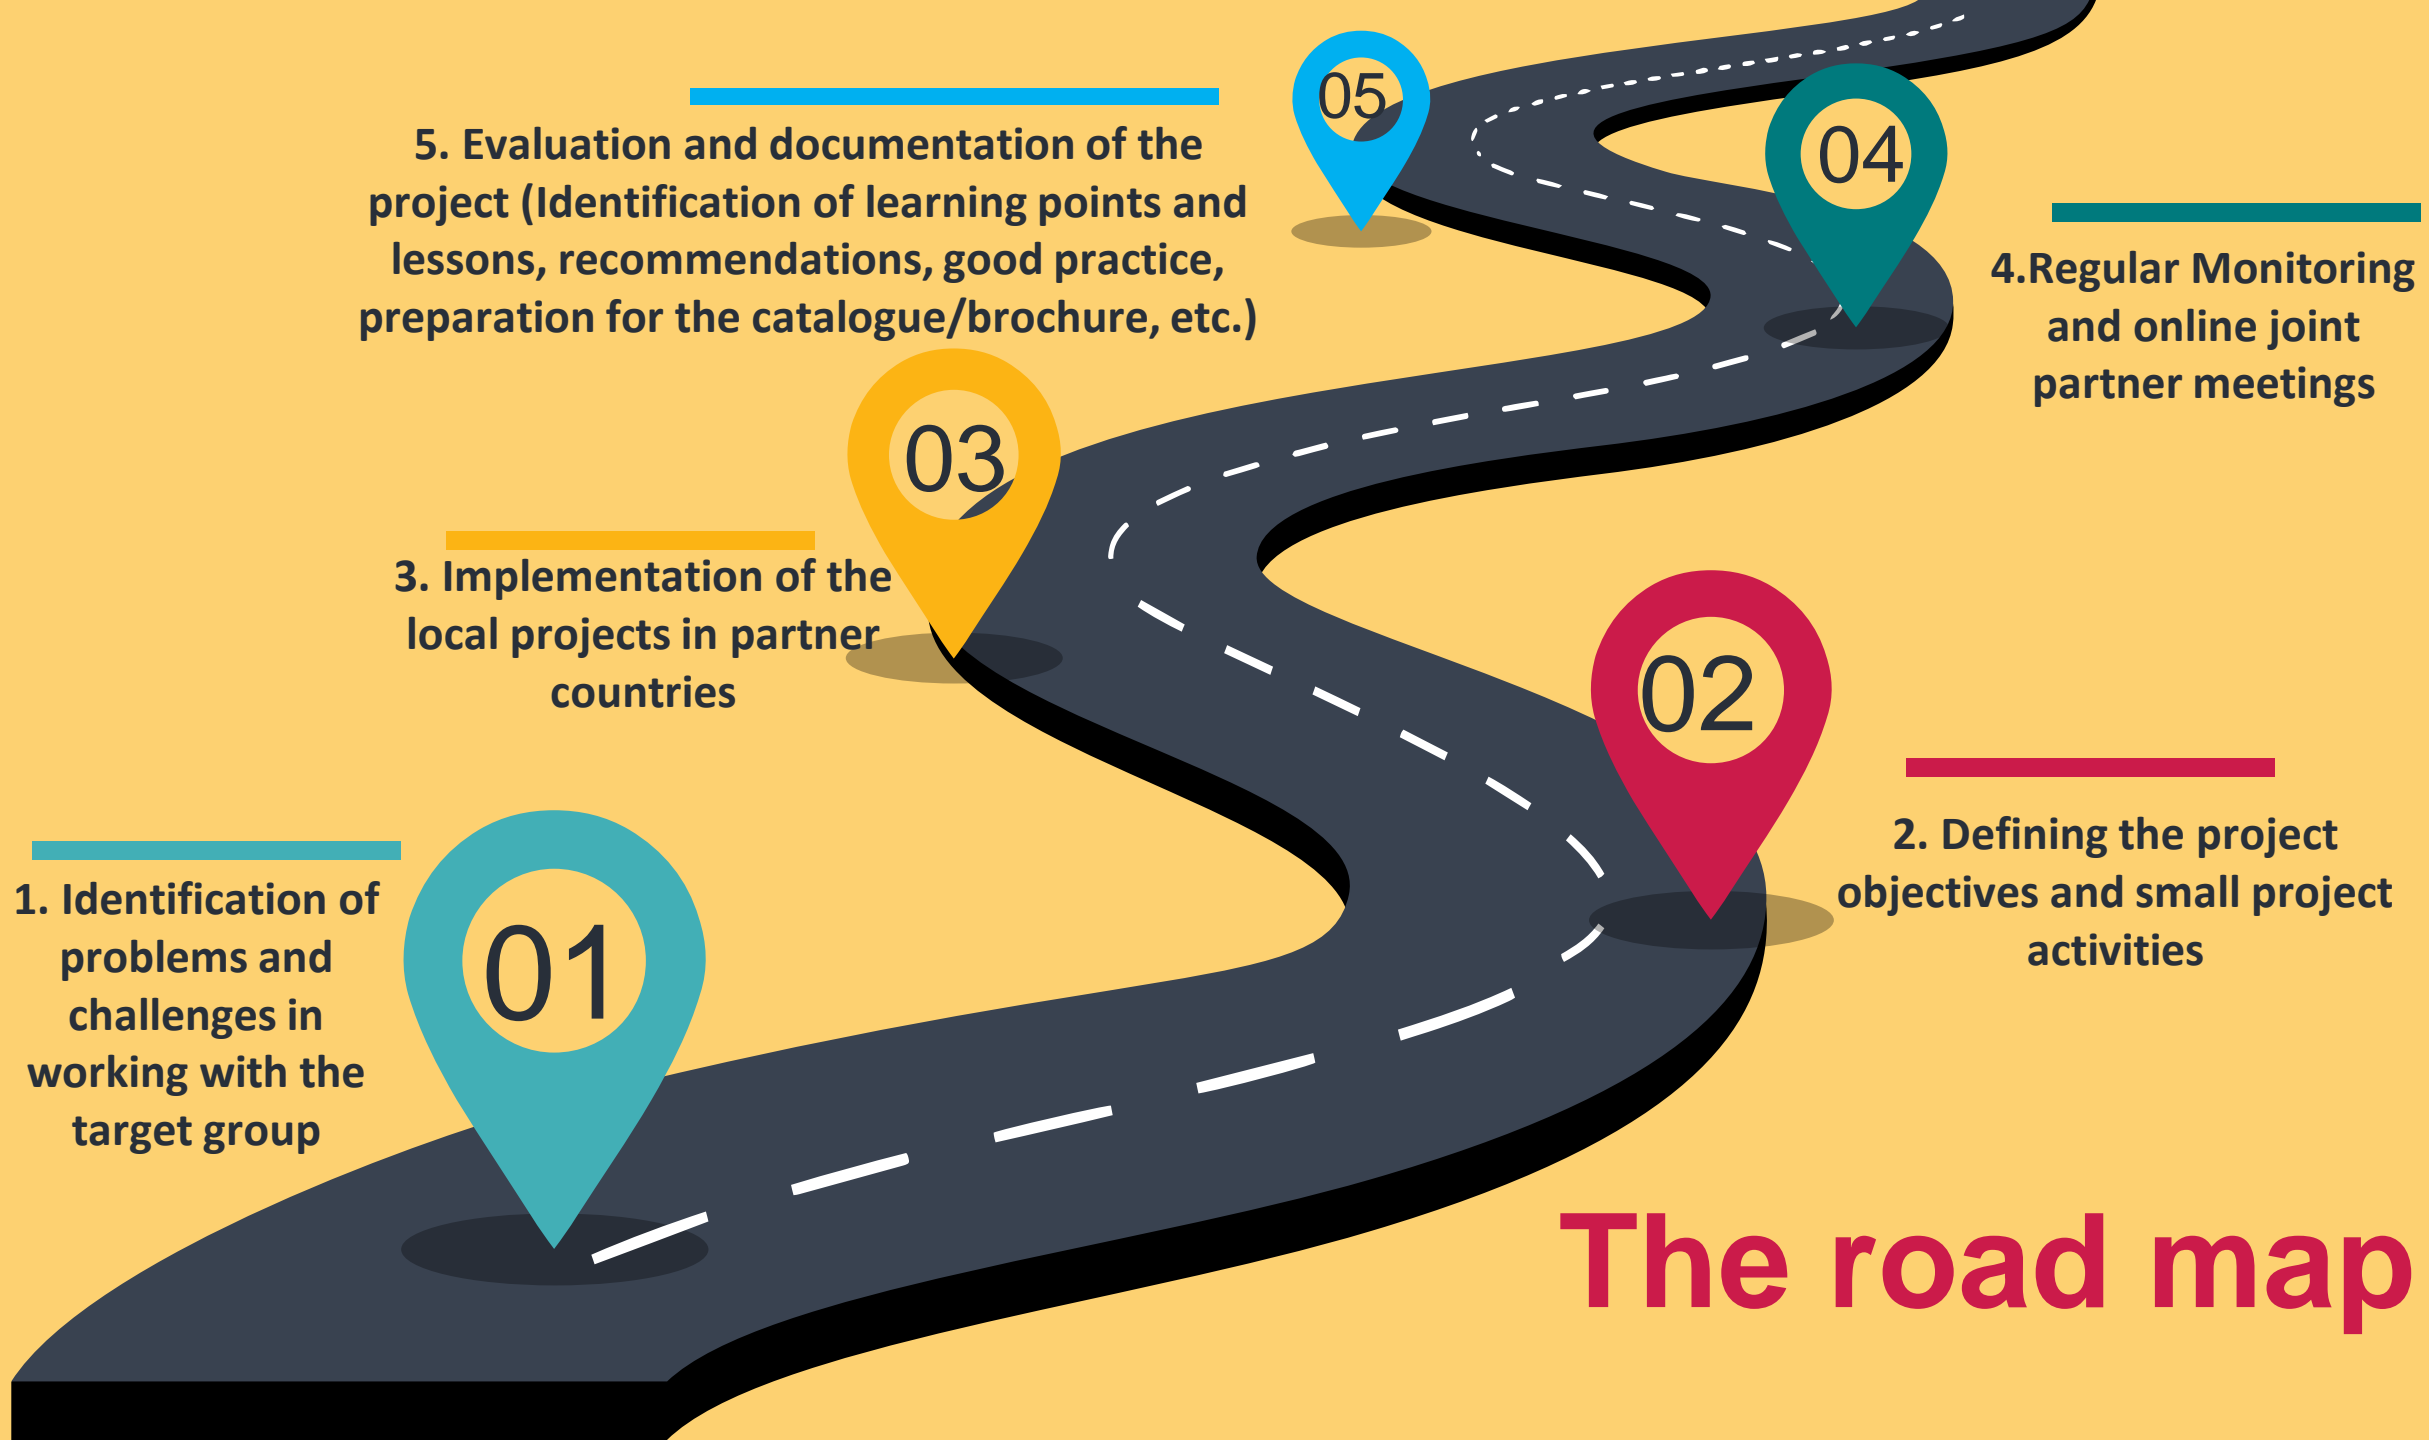 05
5. Evaluation and documentation of the
project (Identification of learning points and
lessons, recommendations, good practice,
preparation for the catalogue/brochure, etc.)
04
4.Regular Monitoring
and online joint
partner meetings
03
3. Implementation of the
local projects in partner
countries
02
2. Defining the project
objectives and small project
activities
01
1. Identification of
problems and
challenges in
working with the
target group
The road map